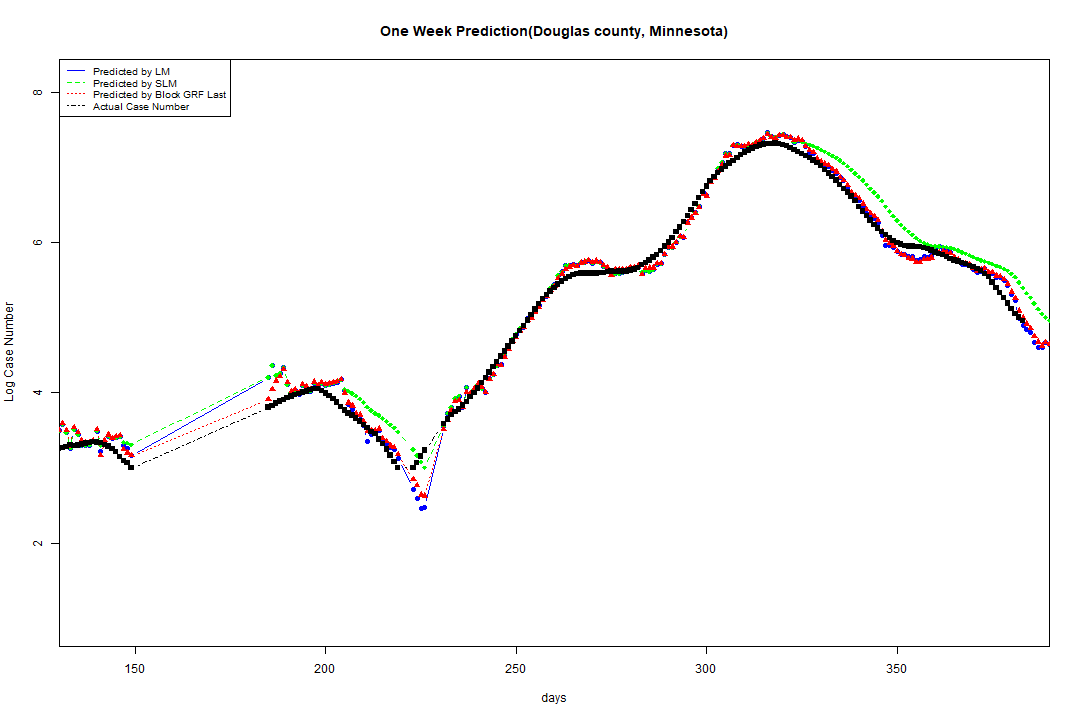 One Week Prediction(Douglas county, Minnesota)
Predicted by LM
Predicted by SLM
Predicted by Block GRF Last
Actual Case Number
8
6
4
2
Log Case Number
150 200 250 300 350
days